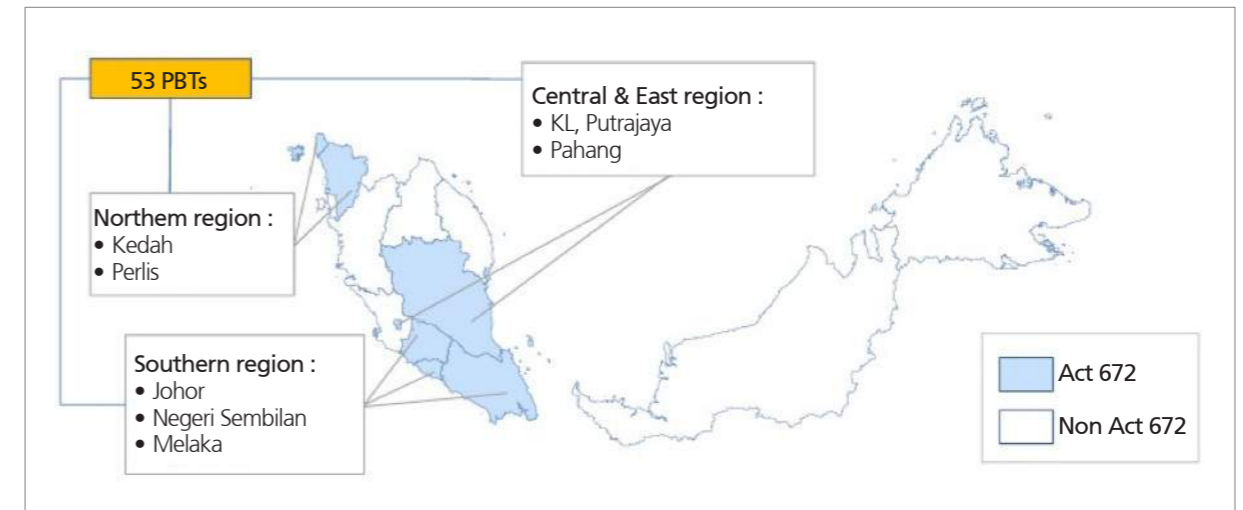 53 PBTs
Central & East region :
• KL, Putrajaya
• Pahang
Northem region :
• Kedah
• Perlis
Southern region :
• Johor
• Negeri Sembilan
• Melaka
Act 672
Non Act 672